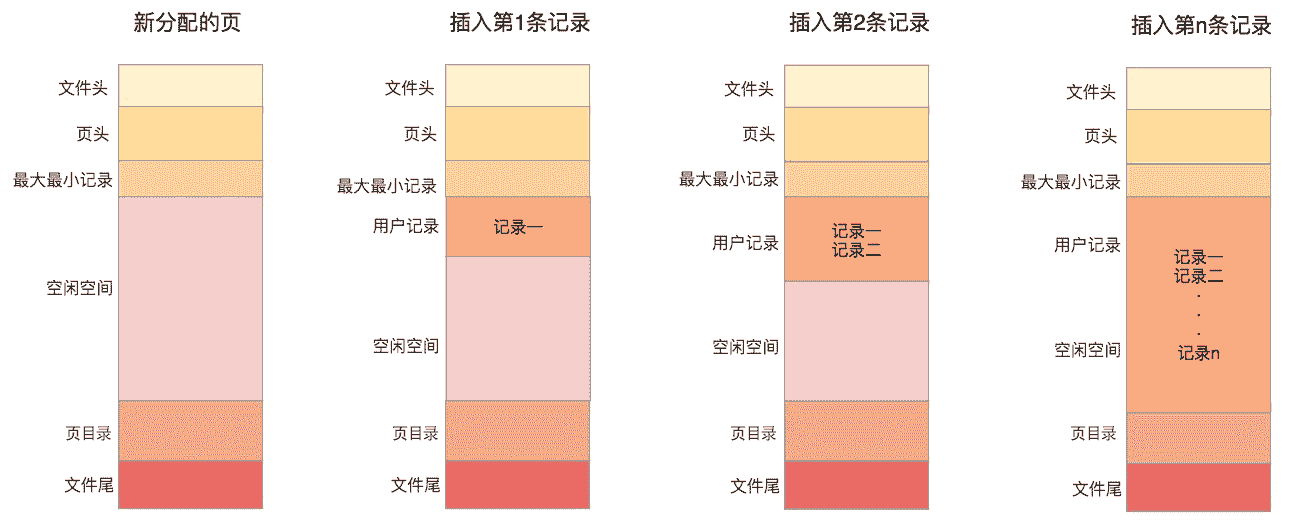 新分配的页
文件头
页头
最大最小记录
空闲空间
页目录
文件尾
插入第1条记录
文件头
页头
最大最小记录
用户记录
记录一
空闲空间
页目录
文件尾
插入第2条记录
文件头
页头
最大最小记录
用户记录
记录一
记录二
空闲空间
页目录
文件尾
插入第n条记录
文件头
页头
最大最小记录
用户记录
记录一
记录二
.
.
.
记录n
空闲空间
页目录
文件尾